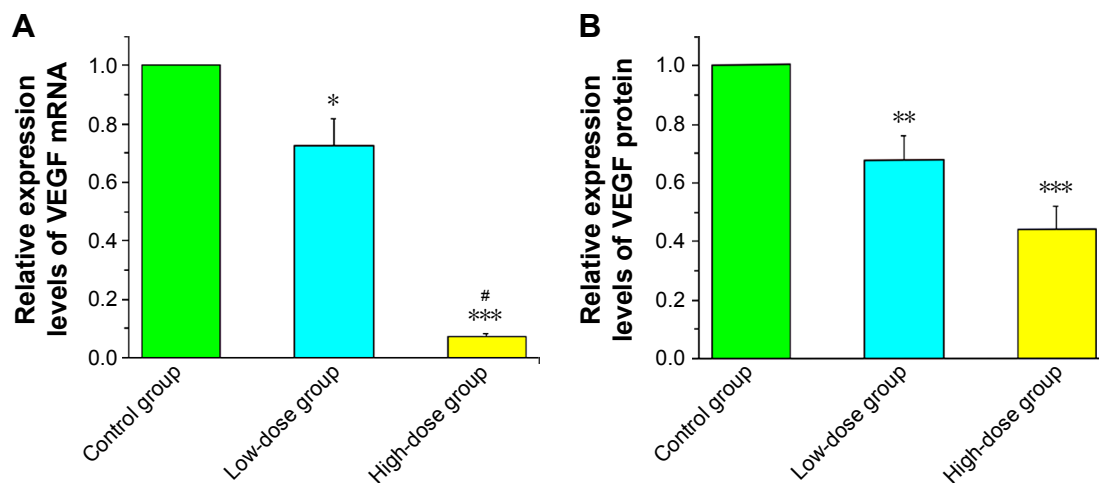 A
Relative expression
levels of VEGF mRNA
1.0
0.8
0.6
0.4
0.2
0.0
*
#
***
Control group
Low-dose group
High-dose group
B
Relative expression
levels of VEGF protein
1.0
0.8
0.6
0.4
0.2
0.0
**
***
Control group
Low-dose group
High-dose group